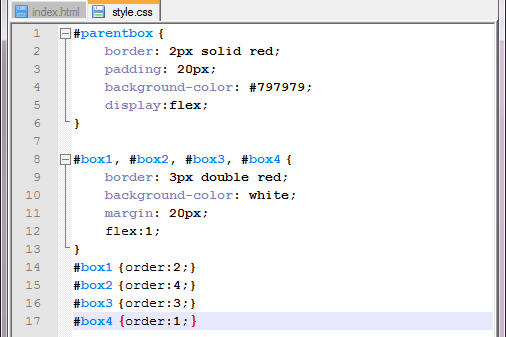 index.html style.css
1 #parentbox {
2 border: 2px solid red;
3 padding: 20px;
4 background-color: #797979;
5 display:flex;
6 }
7
8 #box1, #box2, #box3, #box4 {
9 border: 3px double red;
10 background-color: white;
11 margin: 20px;
12 flex:1;
13 }
14 #box1 {order:2;}
15 #box2 {order:4;}
16 #box3 {order:3;}
17 #box4 {order:1;}